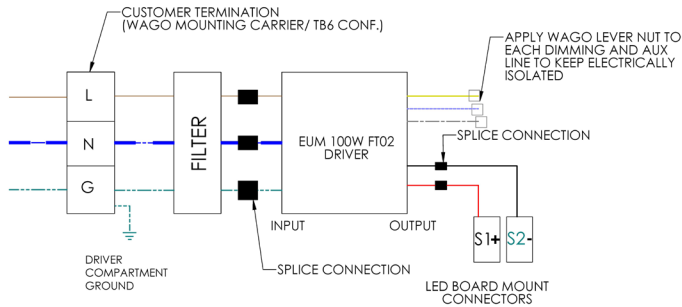 CUSTOMER TERMINATION
(WAGO MOUNTING CARRIER/ TB6 CONF.)
APPLY WAGO LEVER NUT TO
EACH DIMMING AND AUX
LINE TO KEEP ELECTRICALLY
ISOLATED
L
N
G
FILTER
EUM 100W FT02
DRIVER
SPLICE CONNECTION
INPUT
OUTPUT
S1+
S2-
DRIVER
COMPARTMENT
GROUND
SPLICE CONNECTION
LED BOARD MOUNT
CONNECTORS